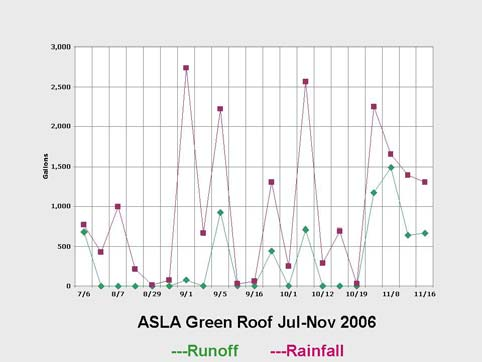 3,000
2,500
2,000
1,500
1,000
500
0
Gallons
7/6 8/7 8/29 9/1 9/5 9/16 10/1 10/12 10/19 11/8 11/16
ASLA Green Roof Jul-Nov 2006
---Runoff ---Rainfall